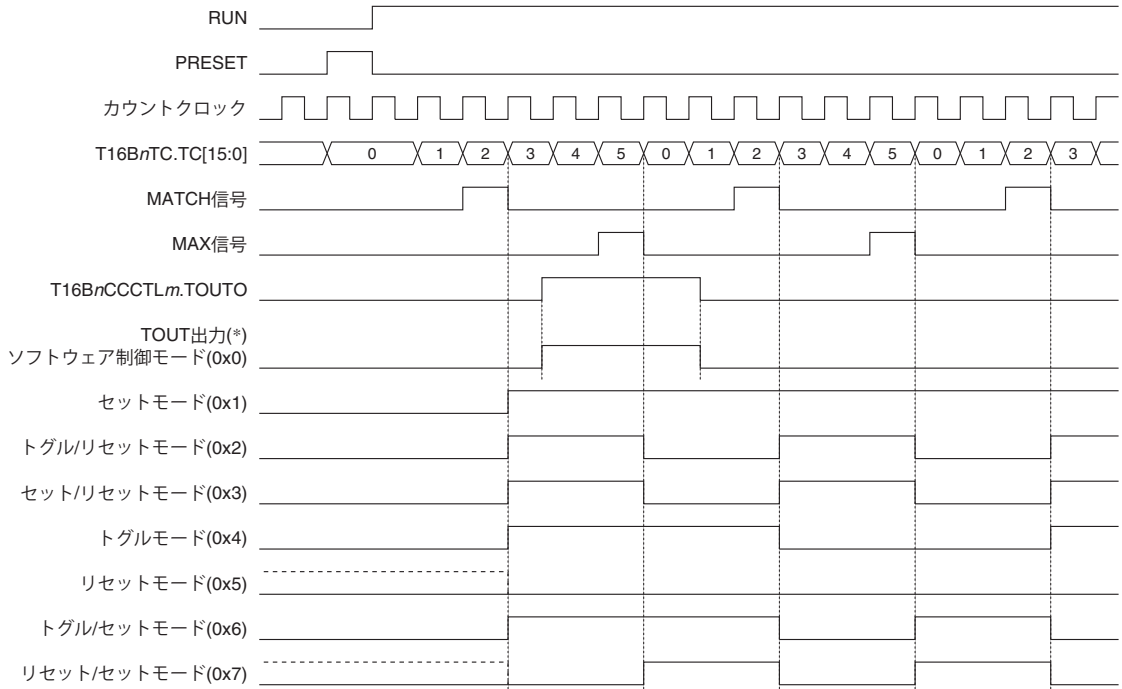 RUN
PRESET
カウントクロック
T16BnTC.TC[15:0] 0 1 2 3 4 5 0 1 2 3 4 5 0 1 2 3
MATCH信号
MAX信号
T16BnCCCTLm.TOUTO
TOUT出力(*)
ソフトウェア制御モード(0x0)
セットモード(0x1)
トグル/リセットモード(0x2)
セット/リセットモード(0x3)
トグルモード(0x4)
リセットモード(0x5)
トグル/セットモード(0x6)
リセット/セットモード(0x7)